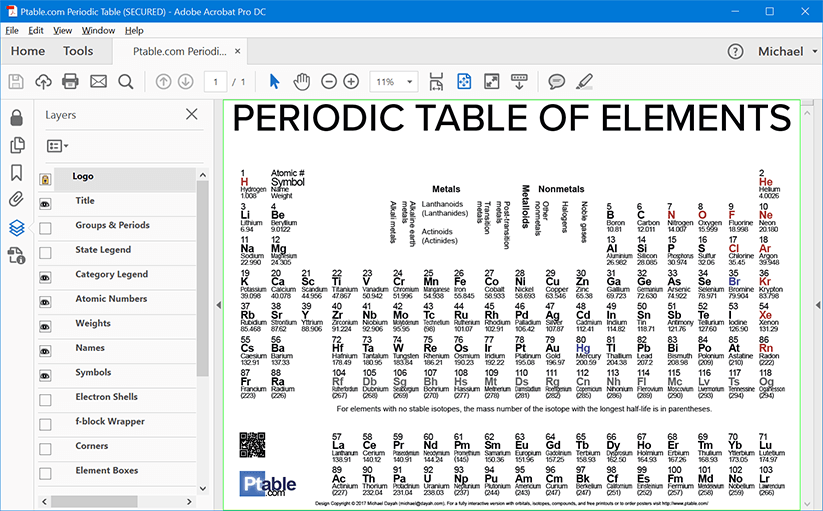 Ptable.com Periodic Table (SECURED) - Adobe Acrobat Pro DC
File Edit View Window Help
Home Tools Ptable.com Periodi... × ? Michael
1 / 1 11%
Layers
Logo
Title
Groups & Periods
State Legend
Category Legend
Atomic Numbers
Weights
Names
Symbols
Electron Shells
f-block Wrapper
Corners
Element Boxes
PERIODIC TABLE OF ELEMENTS
1 Atomic # 2
H Symbol He
Hydrogen Name Helium
1.008 Weight 4.0026
Metals
Metalloids
Nonmetals
Alkali metals
Alkaline earth metals
Lanthanoids (Lanthanides)
Actinoids (Actinides)
Transition metals
Post-transition metals
Other nonmetals
Halogens
Noble gases
3 4 5 6 7 8 9 10
Li Be B C N O F Ne
Lithium Beryllium Boron Carbon Nitrogen Oxygen Fluorine Neon
6.94 9.0122 10.81 12.011 14.007 15.999 18.998 20.180
11 12 13 14 15 16 17 18
Na Mg Al Si P S Cl Ar
Sodium Magnesium Aluminium Silicon Phosphorus Sulfur Chlorine Argon
22.990 24.305 26.982 28.085 30.974 32.06 35.45 39.948
19 20 21 22 23 24 25 26 27 28 29 30 31 32 33 34 35 36
K Ca Sc Ti V Cr Mn Fe Co Ni Cu Zn Ga Ge As Se Br Kr
Potassium Calcium Scandium Titanium Vanadium Chromium Manganese Iron Cobalt Nickel Copper Zinc Gallium Germanium Arsenic Selenium Bromine Krypton
39.098 40.078 44.956 47.867 50.942 51.996 54.938 55.845 58.933 58.693 63.546 65.38 69.723 72.630 74.922 78.971 79.904 83.798
37 38 39 40 41 42 43 44 45 46 47 48 49 50 51 52 53 54
Rb Sr Y Zr Nb Mo Tc Ru Rh Pd Ag Cd In Sn Sb Te I Xe
Rubidium Strontium Yttrium Zirconium Niobium Molybdenum Technetium Ruthenium Rhodium Palladium Silver Cadmium Indium Tin Antimony Tellurium Iodine Xenon
85.468 87.62 88.906 91.224 92.906 95.95 (98) 101.07 102.91 106.42 107.87 112.41 114.82 118.71 121.76 127.60 126.90 131.29
55 56 72 73 74 75 76 77 78 79 80 81 82 83 84 85 86
Cs Ba Hf Ta W Re Os Ir Pt Au Hg Tl Pb Bi Po At Rn
Caesium Barium Hafnium Tantalum Tungsten Rhenium Osmium Iridium Platinum Gold Mercury Thallium Lead Bismuth Polonium Astatine Radon
132.91 137.33 178.49 180.95 183.84 186.21 190.23 192.22 195.08 196.97 200.59 204.38 207.2 208.98 (209) (210) (222)
87 88 104 105 106 107 108 109 110 111 112 113 114 115 116 117 118
Fr Ra Rf Db Sg Bh Hs Mt Ds Rg Cn Nh Fl Mc Lv Ts Og
Francium Radium Rutherfordium Dubnium Seaborgium Bohrium Hassium Meitnerium Darmstadtium Roentgenium Copernicium Nihonium Flerovium Moscovium Livermorium Tennessine Oganesson
(223) (226) (267) (268) (269) (270) (277) (278) (281) (282) (285) (286) (289) (290) (293) (294) (294)
For elements with no stable isotopes, the mass number of the isotope with the longest half-life is in parentheses.
57 58 59 60 61 62 63 64 65 66 67 68 69 70 71
La Ce Pr Nd Pm Sm Eu Gd Tb Dy Ho Er Tm Yb Lu
Lanthanum Cerium Praseodymium Neodymium Promethium Samarium Europium Gadolinium Terbium Dysprosium Holmium Erbium Thulium Ytterbium Lutetium
138.91 140.12 140.91 144.24 (145) 150.36 151.96 157.25 158.93 162.50 164.93 167.26 168.93 173.05 174.97
89 90 91 92 93 94 95 96 97 98 99 100 101 102 103
Ac Th Pa U Np Pu Am Cm Bk Cf Es Fm Md No Lr
Actinium Thorium Protactinium Uranium Neptunium Plutonium Americium Curium Berkelium Californium Einsteinium Fermium Mendelevium Nobelium Lawrencium
(227) 232.04 231.04 238.03 (237) (244) (243) (247) (247) (251) (252) (257) (258) (259) (266)
Ptable.com
Design Copyright © 2017 Michael Dayah (michael@dayah.com). For a fully interactive version with orbitals, isotopes, compounds, and free printouts or to order posters visit http://www.ptable.com/